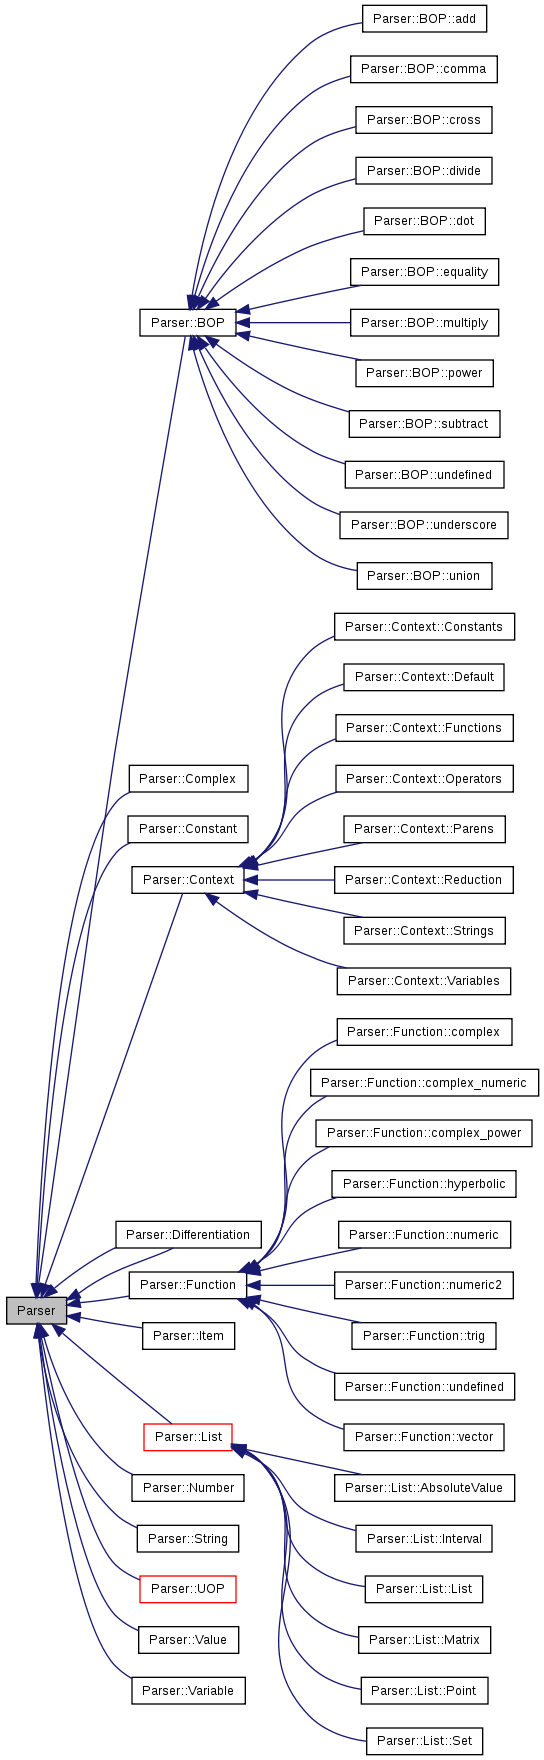 Parser::BOP::add
Parser::BOP::comma
Parser::BOP::cross
Parser::BOP::divide
Parser::BOP::dot
Parser::BOP::equality
Parser::BOP
Parser::BOP::multiply
Parser::BOP::power
Parser::BOP::subtract
Parser::BOP::undefined
Parser::BOP::underscore
Parser::BOP::union
Parser::Context::Constants
Parser::Context::Default
Parser::Context::Functions
Parser::Complex
Parser::Context::Operators
Parser::Constant
Parser::Context::Parens
Parser::Context
Parser::Context::Reduction
Parser::Context::Strings
Parser::Context::Variables
Parser::Function::complex
Parser::Function::complex_numeric
Parser::Function::complex_power
Parser::Function::hyperbolic
Parser::Differentiation
Parser::Function::numeric
Parser::Function
Parser::Function::numeric2
Parser
Parser::Item
Parser::Function::trig
Parser::Function::undefined
Parser::List
Parser::Function::vector
Parser::Number
Parser::List::AbsoluteValue
Parser::String
Parser::List::Interval
Parser::UOP
Parser::List::List
Parser::Value
Parser::List::Matrix
Parser::Variable
Parser::List::Point
Parser::List::Set